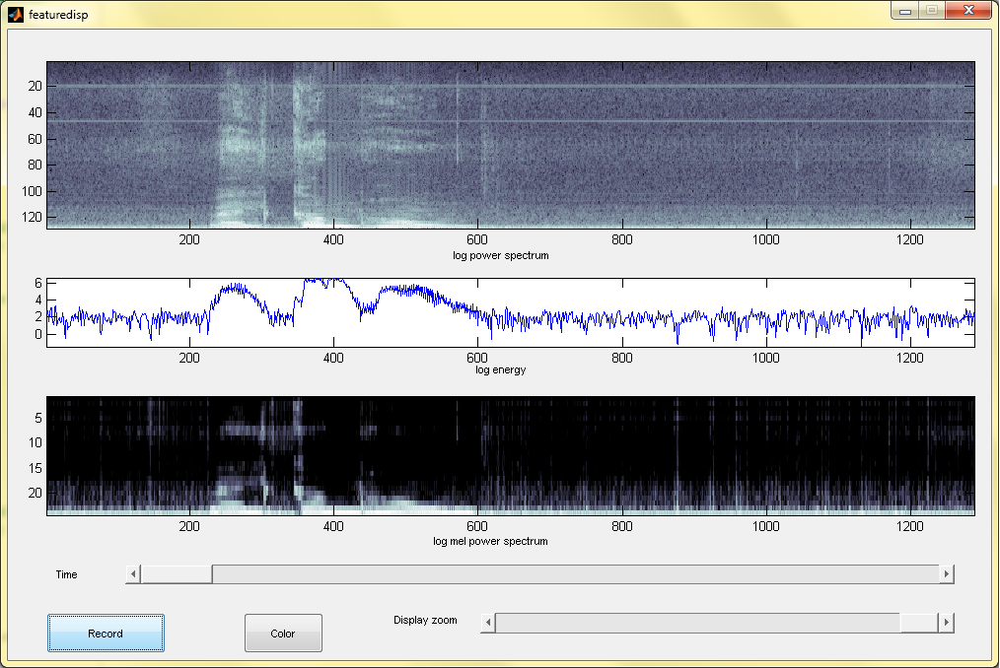 featuredisp
20
40
60
80
100
120
200 400 600 800 1000 1200
log power spectrum
6
4
2
0
200 400 600 800 1000 1200
log energy
5
10
15
20
200 400 600 800 1000 1200
log mel power spectrum
Time
Display zoom
Record Color